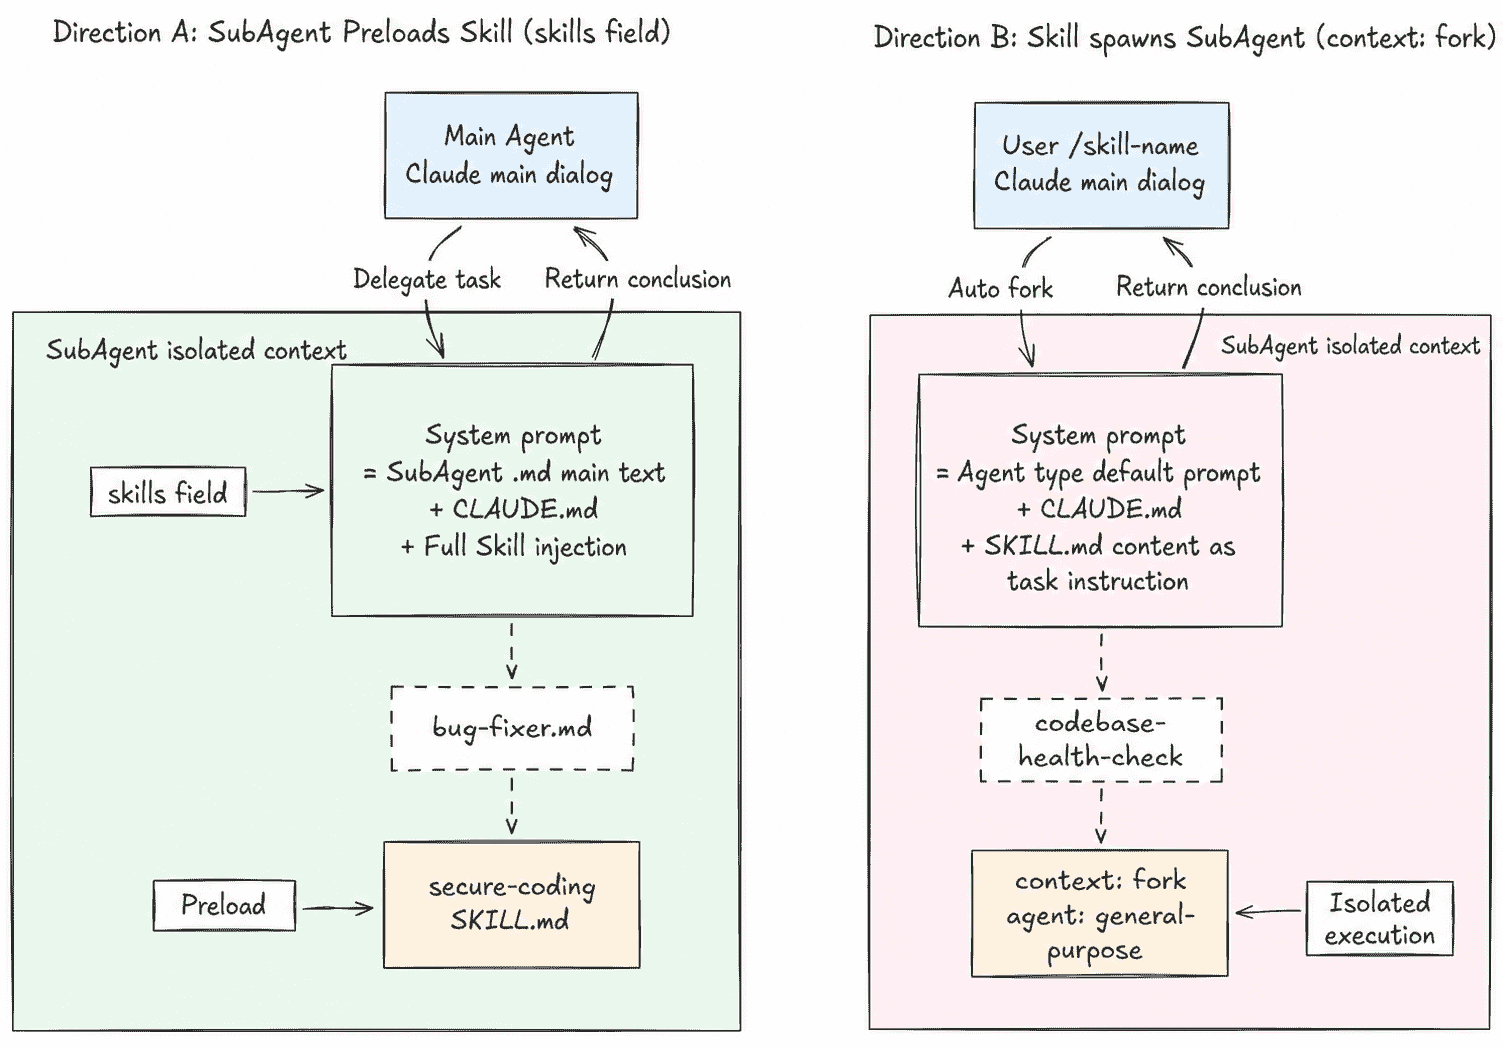 Direction A: SubAgent Preloads Skill (skills field)
Main Agent
Claude main dialog
Delegate task
Return conclusion
SubAgent isolated context
System prompt
= SubAgent .md main text
+ CLAUDE.md
+ Full Skill injection
skills field
bug-fixer.md
Preload
secure-coding
SKILL.md
Direction B: Skill spawns SubAgent (context: fork)
User /skill-name
Claude main dialog
Auto fork
Return conclusion
SubAgent isolated context
System prompt
= Agent type default prompt
+ CLAUDE.md
+ SKILL.md content as
task instruction
codebase-
health-check
context: fork
agent: general-
purpose
Isolated
execution